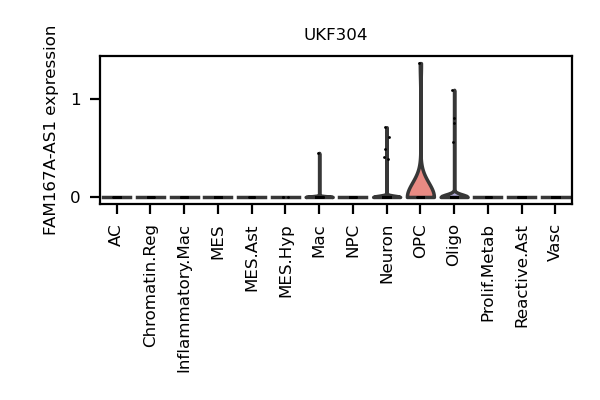 UKF304
FAM167A-AS1 expression
1
0
AC
Chromatin.Reg
Inflammatory.Mac
MES
MES.Ast
MES.Hyp
Mac
NPC
Neuron
OPC
Oligo
Prolif.Metab
Reactive.Ast
Vasc